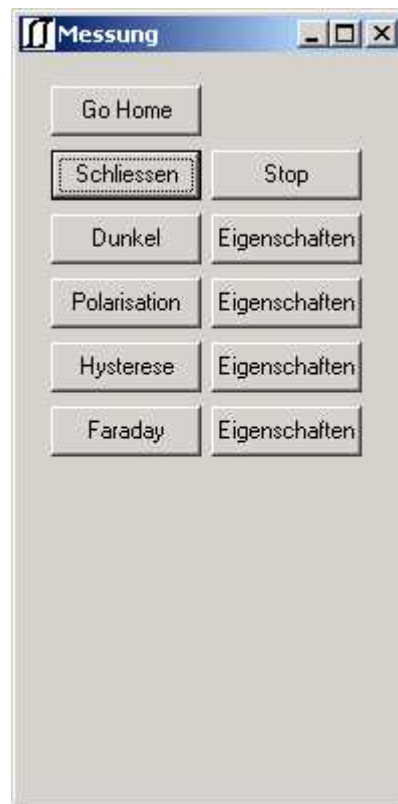 Messung
Go Home
Schliessen Stop
Dunkel Eigenschaften
Polarisation Eigenschaften
Hysterese Eigenschaften
Faraday Eigenschaften